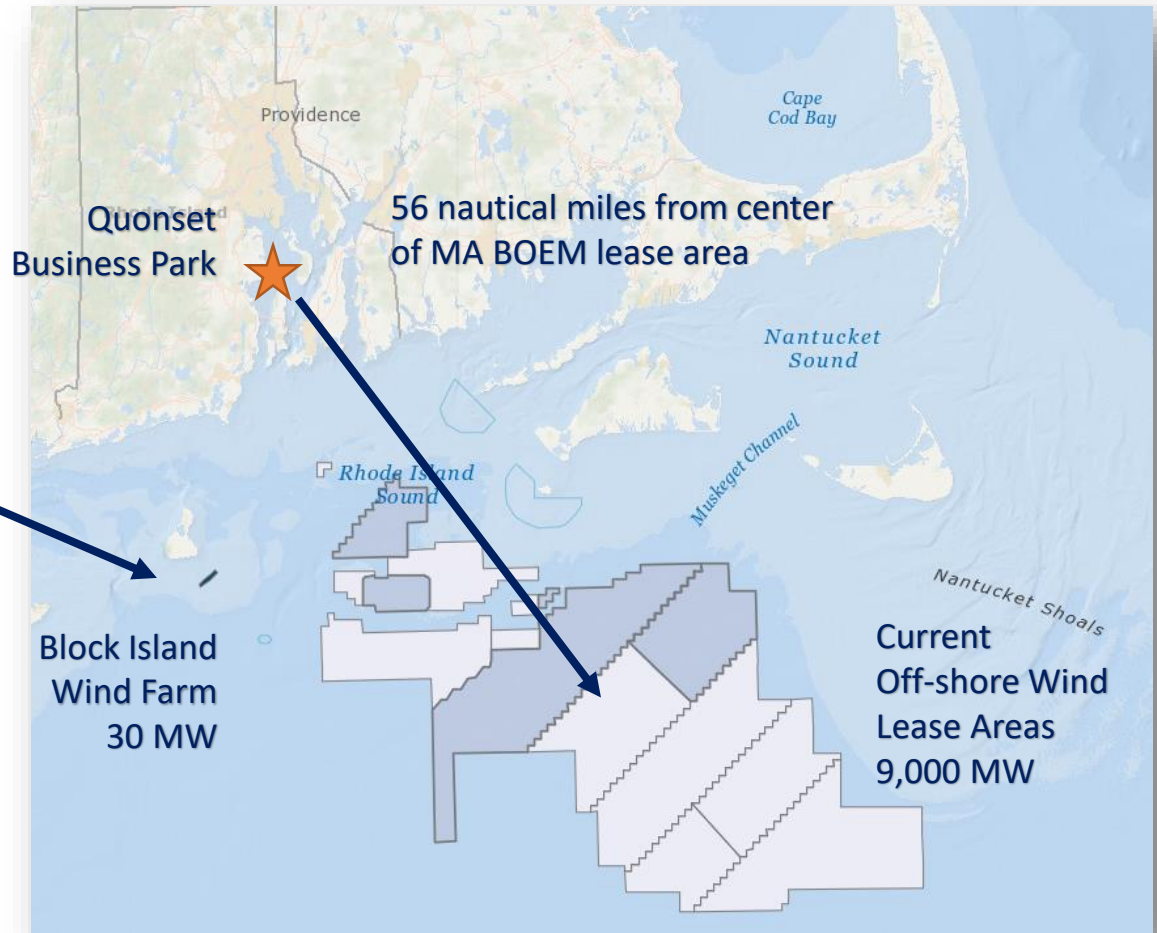 Providence
Cape
Cod Bay
Rhode Island
Quonset
Business Park
56 nautical miles from center
of MA BOEM lease area
Nantucket
Sound
Muskeget Channel
Rhode Island
Sound
Nantucket Shoals
Block Island
Wind Farm
30 MW
Current
Off-shore Wind
Lease Areas
9,000 MW